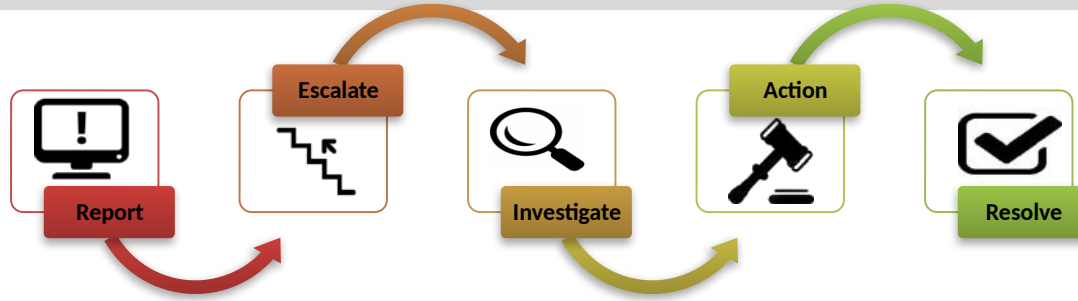 Report
Escalate
Investigate
Action
Resolve